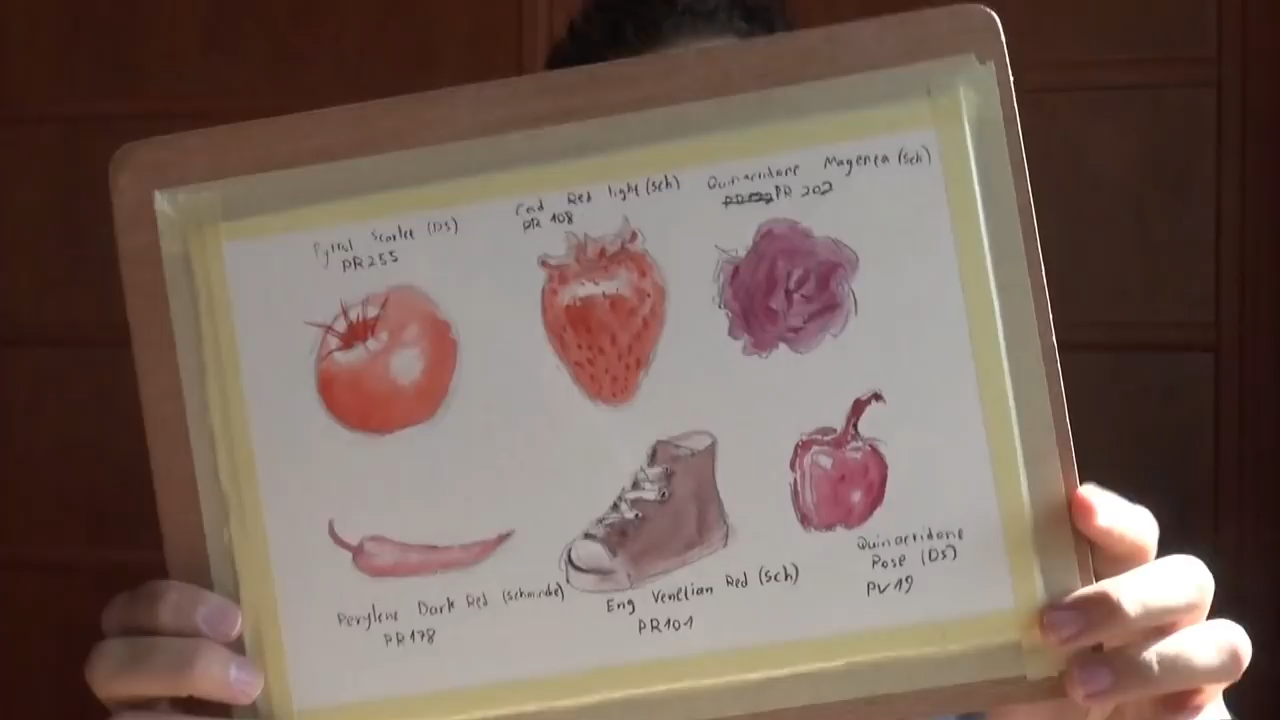 Pyrrol Scarlet (DS)
PR255
Cad Red light (Sch)
PR 108
Quinacridone Magenta (Sch)
PR 202
Perylene Dark Red (Schmincke)
PR178
Eng Venetian Red (Sch)
PR101
Quinacridone
Rose (DS)
PV19